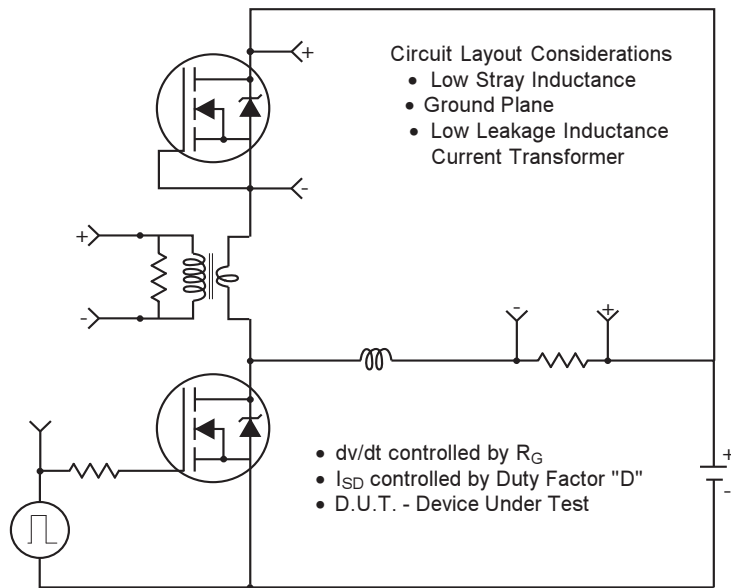 +
Circuit Layout Considerations
• Low Stray Inductance
• Ground Plane
• Low Leakage Inductance
Current Transformer
-
+
-
-
+
• dv/dt controlled by RG
• ISD controlled by Duty Factor "D"
• D.U.T. - Device Under Test
+
-